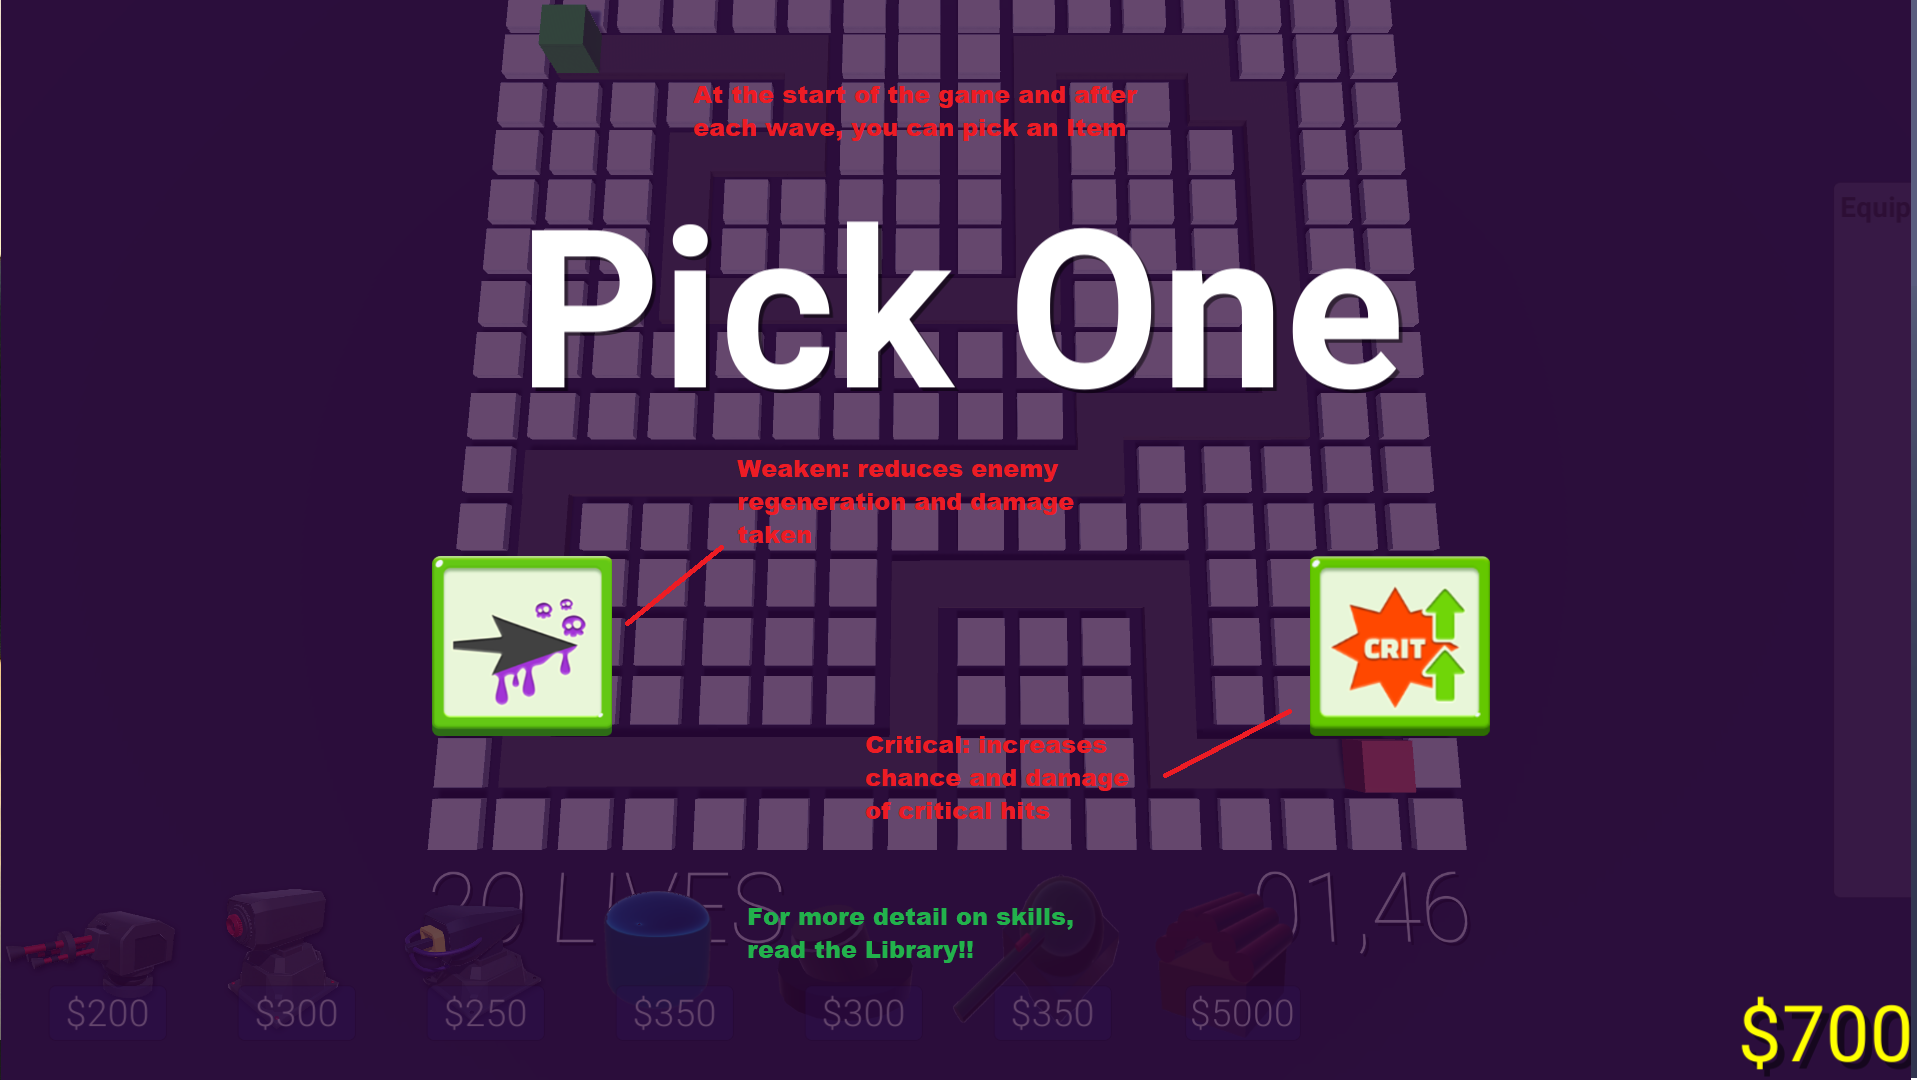 At the start of the game and after
each wave, you can pick an Item
Equip
Pick One
Weaken: reduces enemy
regeneration and damage
taken
CRIT
Critical: Increases
chance and damage
of critical hits
20 LIVES
01,46
For more detail on skills,
read the Library!!
$200
$300
$250
$350
$300
$350
$5000
$700